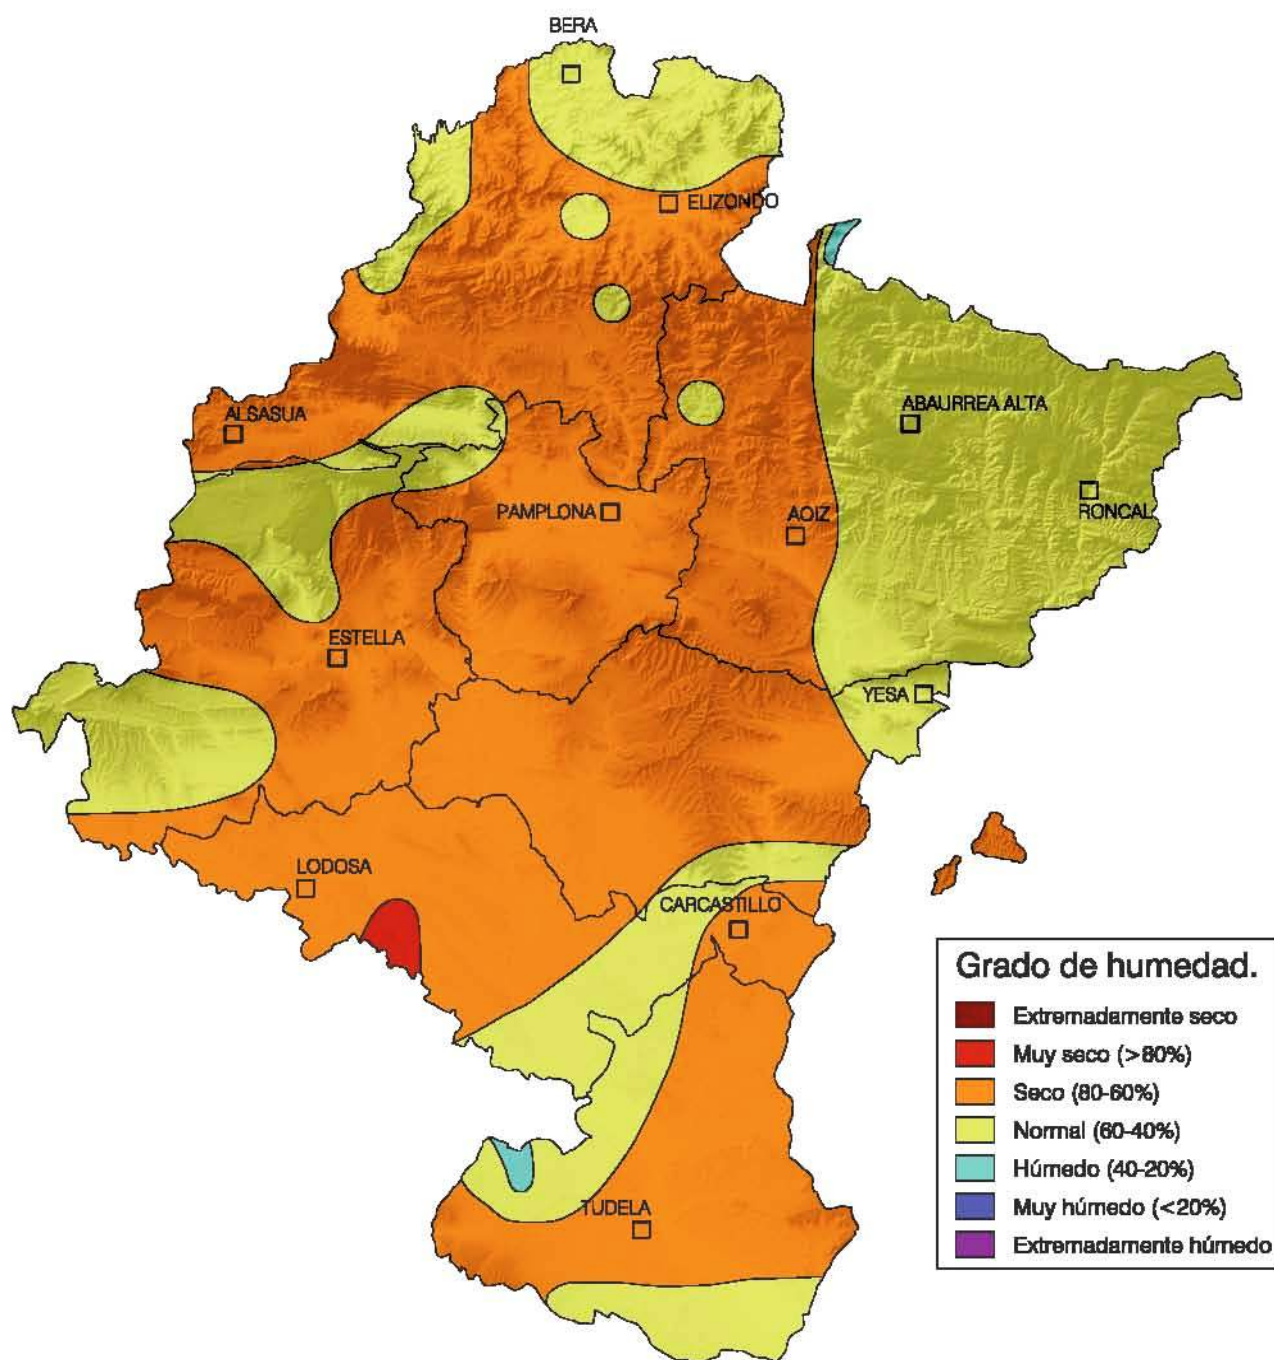 BERA
ELIZONDO
ALSASUA
ABAURREA ALTA
PAMPLONA
AOIZ
RONCAL
ESTELLA
YESA
LODOSA
CARCASTILLO
TUDELA
Grado de humedad.
Extremadamente seco
Muy seco (>80%)
Seco (80-60%)
Normal (60-40%)
Húmedo (40-20%)
Muy húmedo (<20%)
Extremadamente húmedo